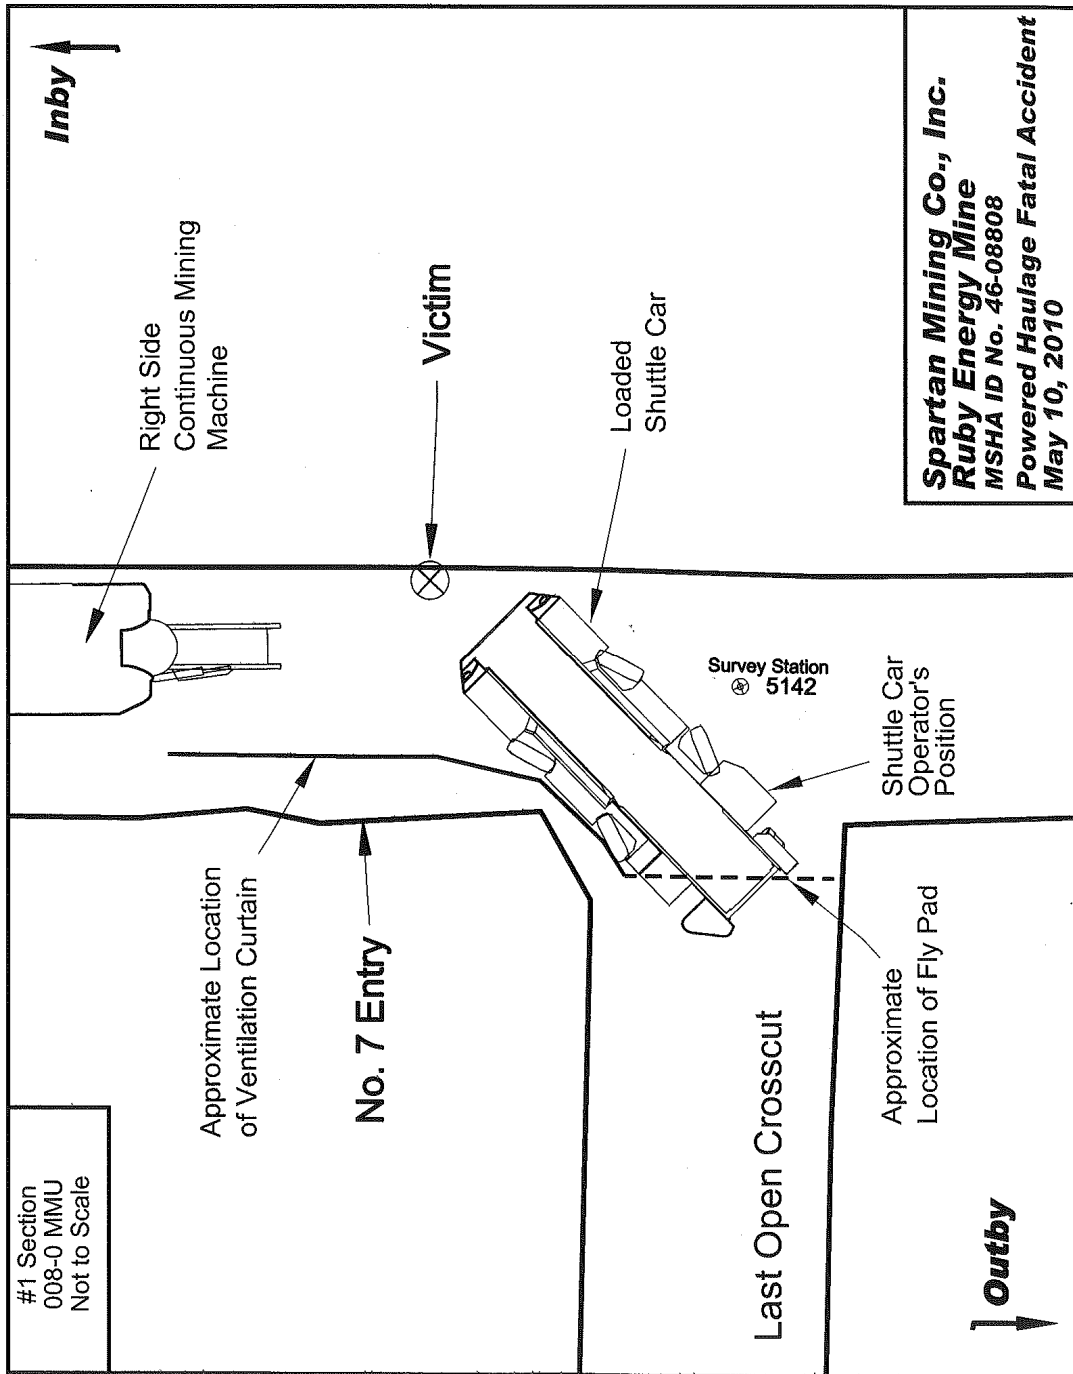 #1 Section
008-0 MMU
Not to Scale
Inby
Right Side
Continuous Mining
Machine
Approximate Location
of Ventilation Curtain
No. 7 Entry
Victim
Loaded
Shuttle Car
Survey Station
5142
Shuttle Car
Operator's
Position
Last Open Crosscut
Approximate
Location of Fly Pad
Outby
Spartan Mining Co., Inc.
Ruby Energy Mine
MSHA ID No. 46-08808
Powered Haulage Fatal Accident
May 10, 2010